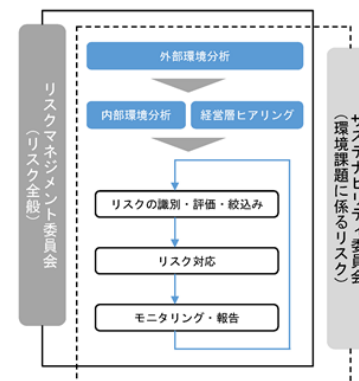 外部環境分析
内部環境分析
経営層ヒアリング
リスクの識別・評価・絞込み
リスク対応
モニタリング・報告
リスクマネジメント委員会
（リスク全般）
サステナビリティ委員会
（環境課題に係るリスク）